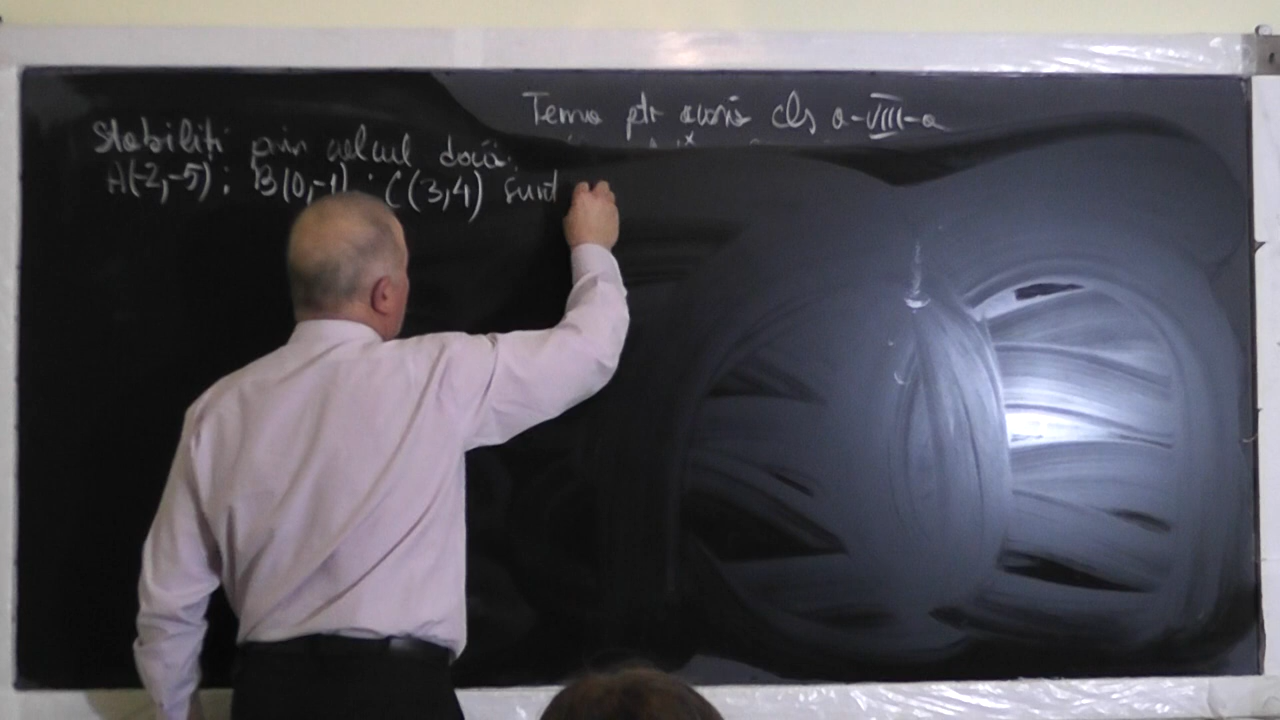 Tema ptr acasă cls a-VIII-a
Stabiliți prin calcul dacă:
A(-2,-5); B(0,-1); C(3,4) sunt